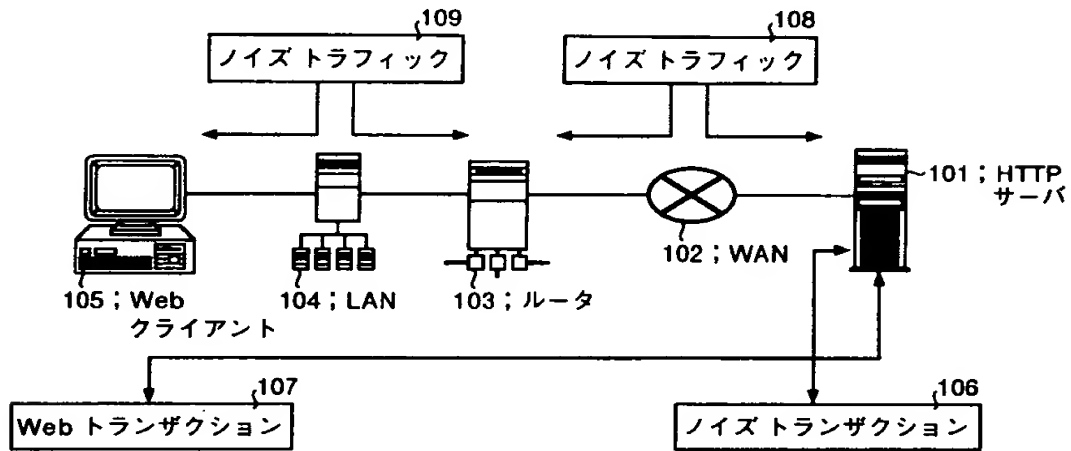 109
ノイズ トラフィック
108
ノイズ トラフィック
101 ; HTTP
サーバ
102 ; WAN
105 ; Web
クライアント
104 ; LAN
103 ; ルータ
107
Web トランザクション
106
ノイズ トランザクション